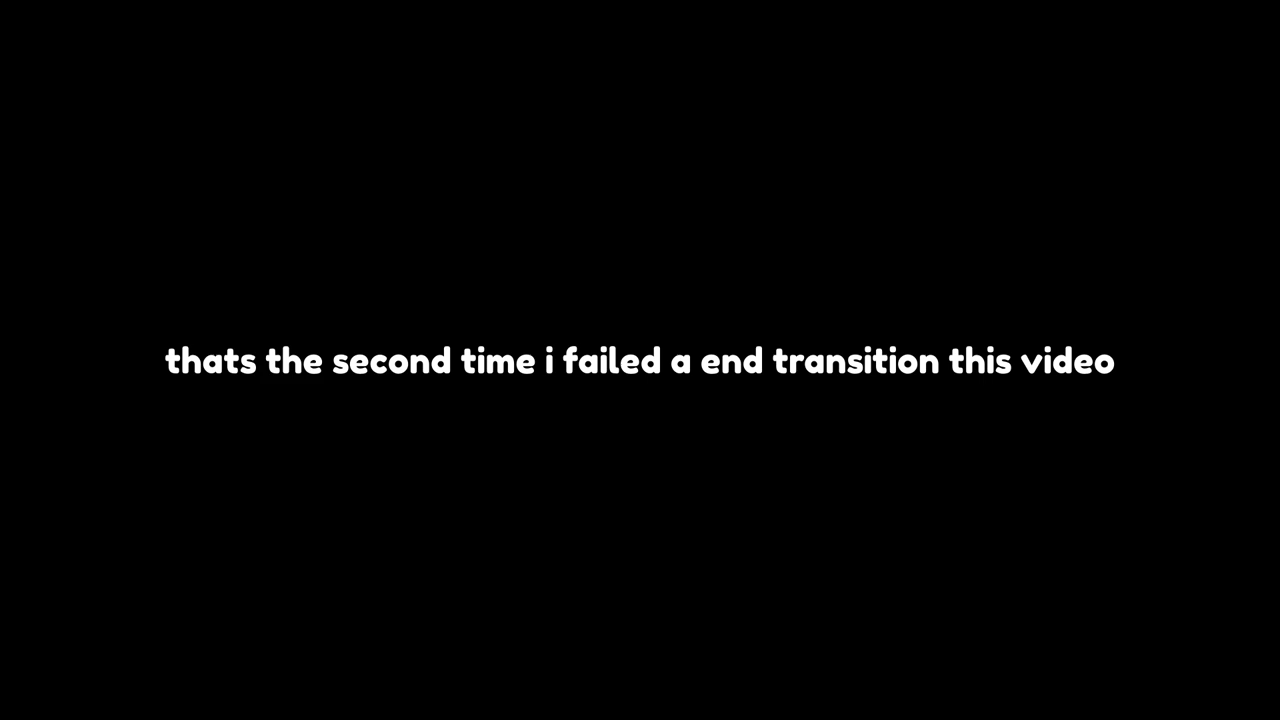 thats the second time i failed a end transition this video